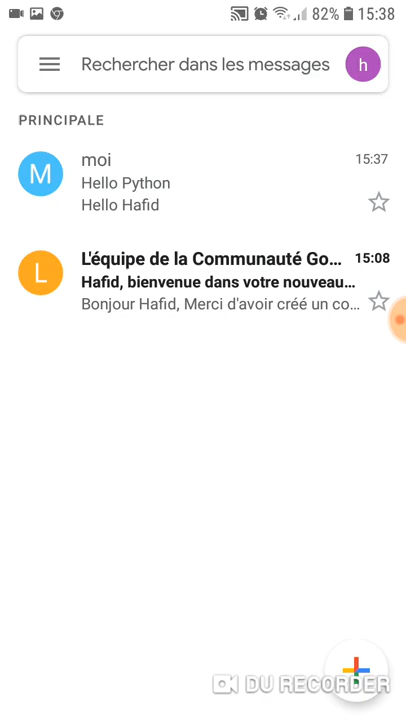 82% 15:38
Rechercher dans les messages
h
PRINCIPALE
M
moi
15:37
Hello Python
Hello Hafid
L
L'équipe de la Communauté Go...
15:08
Hafid, bienvenue dans votre nouveau...
Bonjour Hafid, Merci d'avoir créé un co...
DU RECORDER